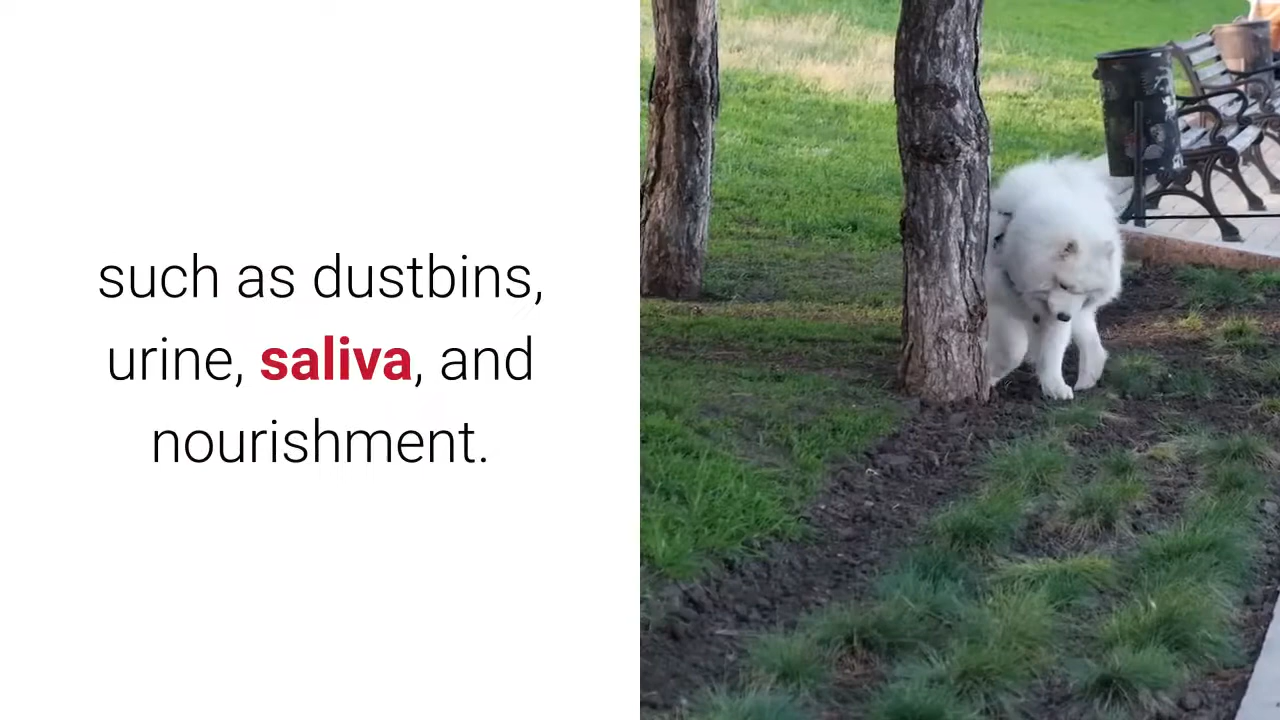 such as dustbins,
urine, saliva, and
nourishment.